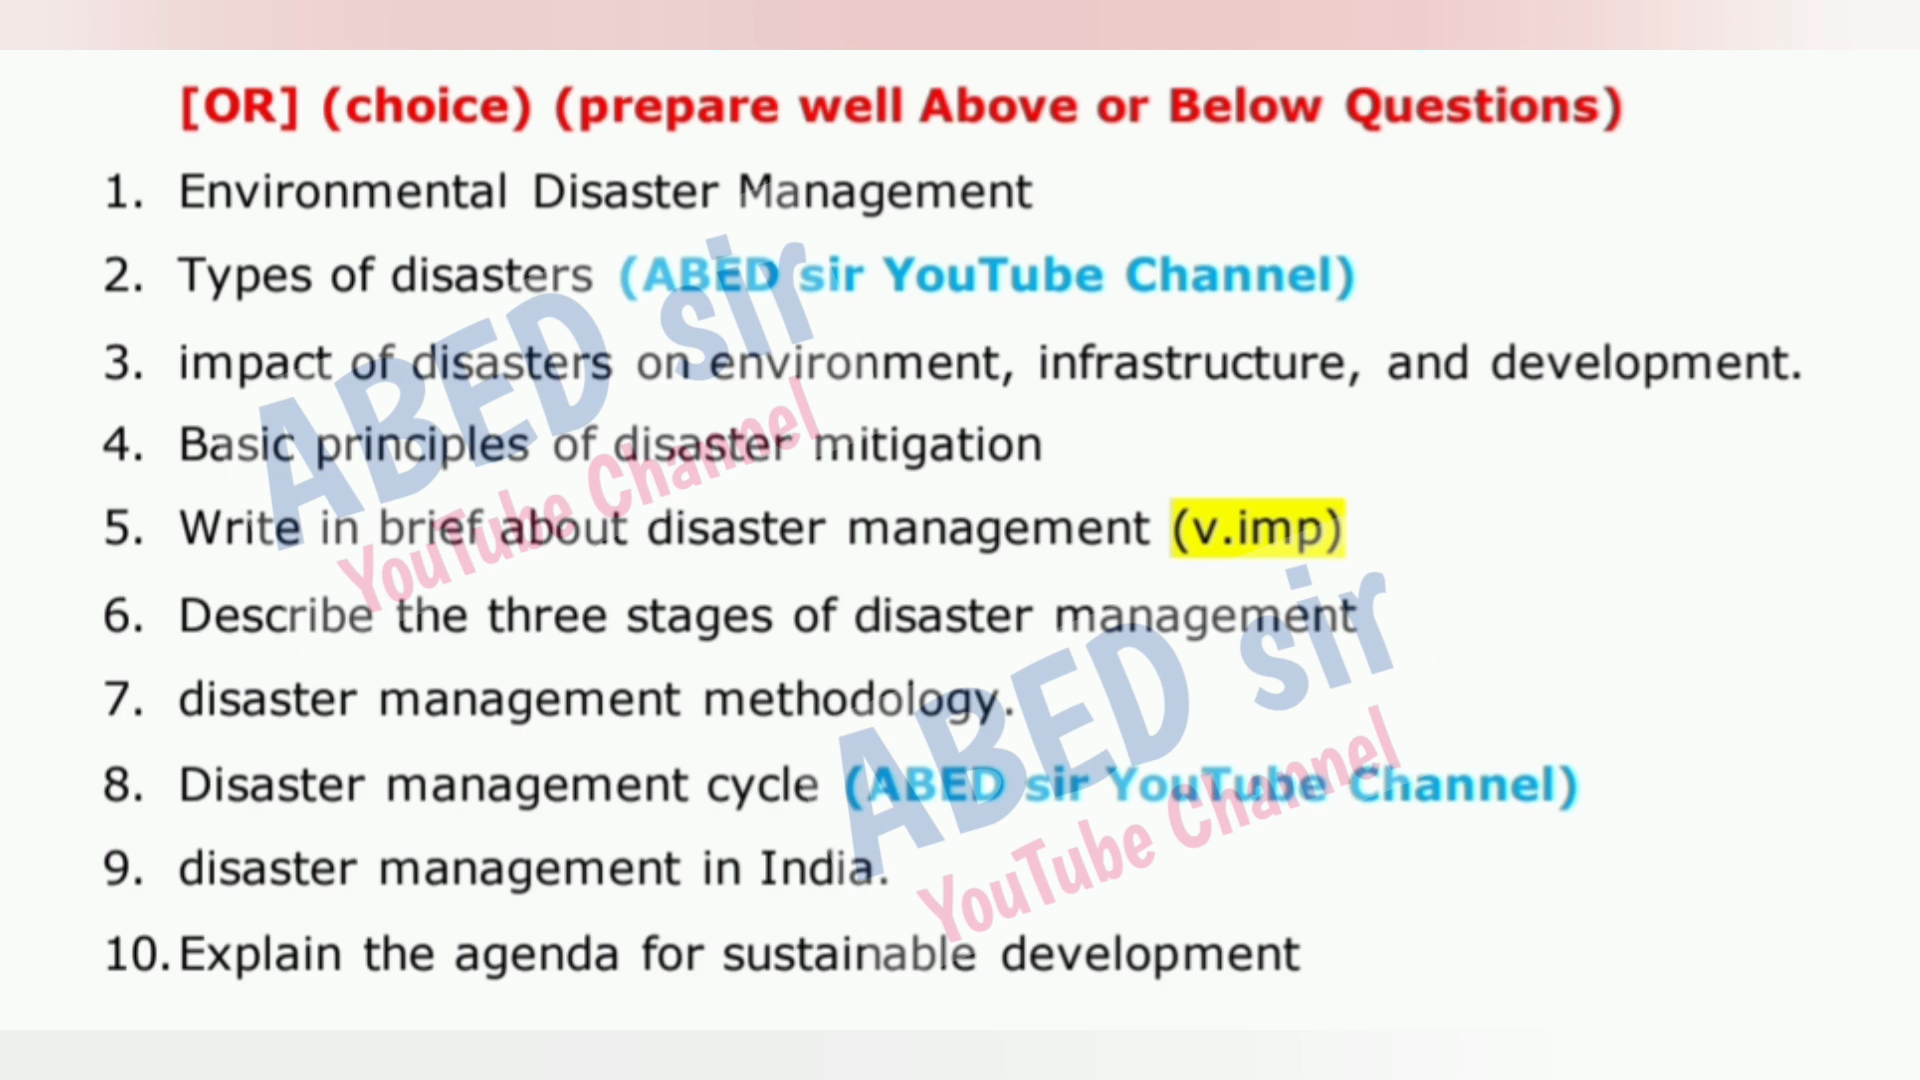 [OR] (choice) (prepare well Above or Below Questions)
1. Environmental Disaster Management
2. Types of disasters (ABED sir YouTube Channel)
3. impact of disasters on environment, infrastructure, and development.
4. Basic principles of disaster mitigation
5. Write in brief about disaster management (v.imp)
6. Describe the three stages of disaster management
7. disaster management methodology.
8. Disaster management cycle (ABED sir YouTube Channel)
9. disaster management in India.
10. Explain the agenda for sustainable development
ABED sir
YouTube Channel
ABED sir
YouTube Channel